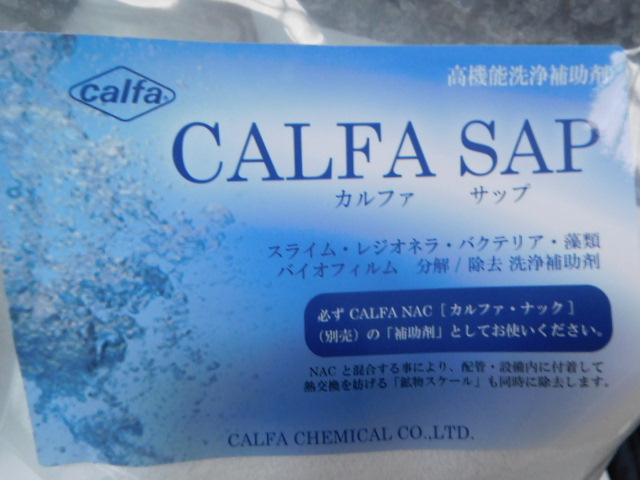 calfa
高機能洗浄補助剤
CALFA SAP
カルファ サップ
スライム・レジオネラ・バクテリア・藻類
バイオフィルム 分解 / 除去 洗浄補助剤
必ず CALFA NAC [ カルファ・ナック ]
(別売) の「補助剤」としてお使いください。
NAC と混合する事により、配管・設備内に付着して
熱交換を妨げる「鉱物スケール」も同時に除去します。
CALFA CHEMICAL CO.,LTD.